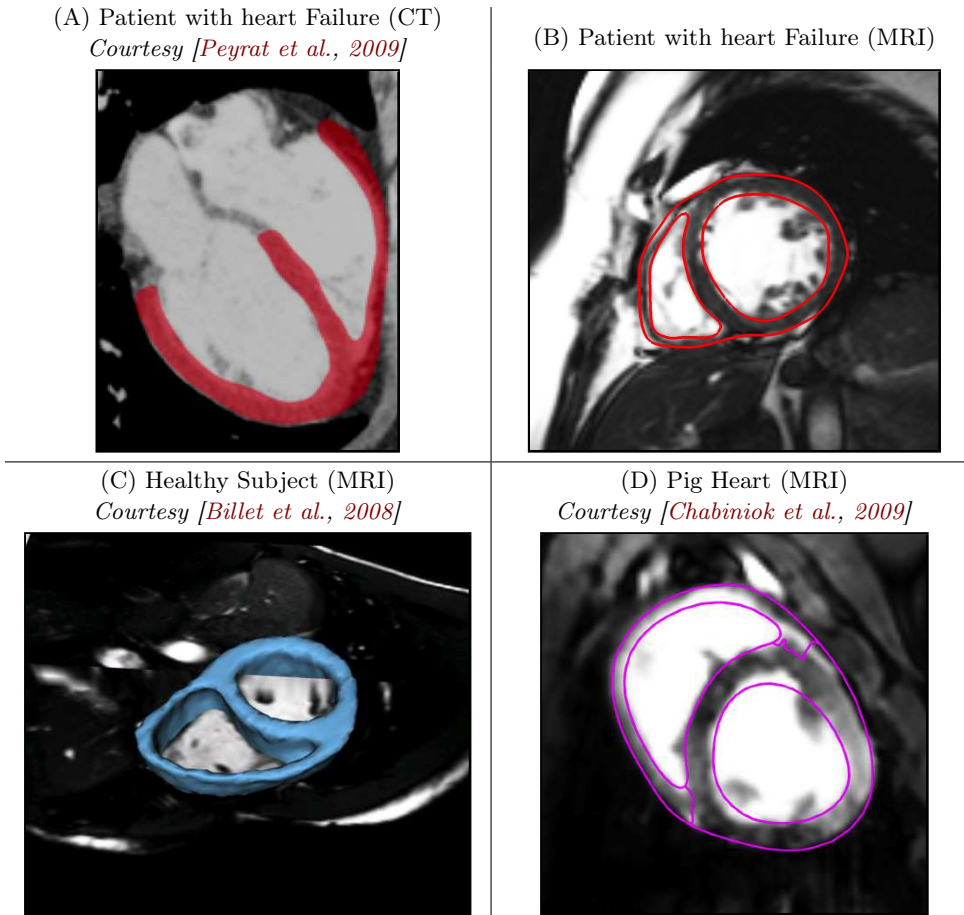 (A) Patient with heart Failure (CT)
Courtesy [Peyrat et al., 2009]
(B) Patient with heart Failure (MRI)
(C) Healthy Subject (MRI)
Courtesy [Billet et al., 2008]
(D) Pig Heart (MRI)
Courtesy [Chabiniok et al., 2009]